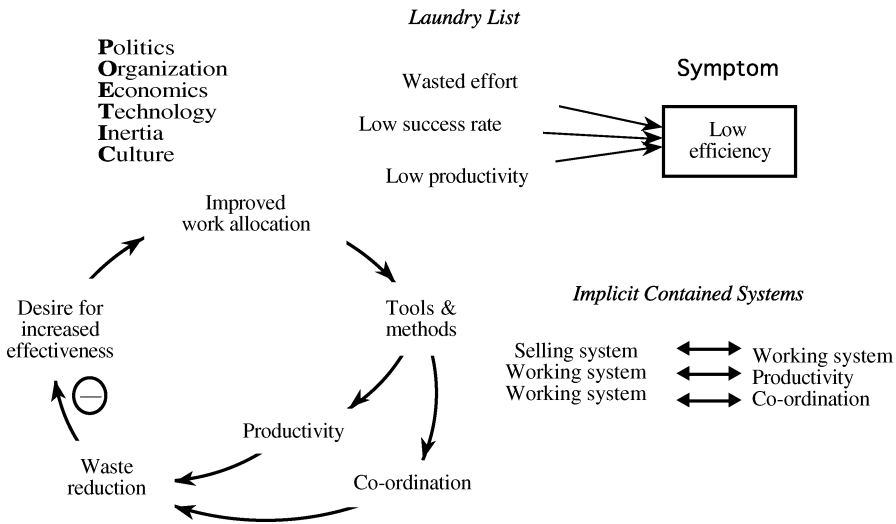 Laundry List
Politics
Organization
Economics
Technology
Inertia
Culture
Symptom
Wasted effort
Low success rate
Low productivity
Low
efficiency
Improved
work allocation
Desire for
increased
effectiveness
Tools &
methods
Productivity
Co-ordination
Waste
reduction
Implicit Contained Systems
Selling system
Working system
Working system
Working system
Productivity
Co-ordination